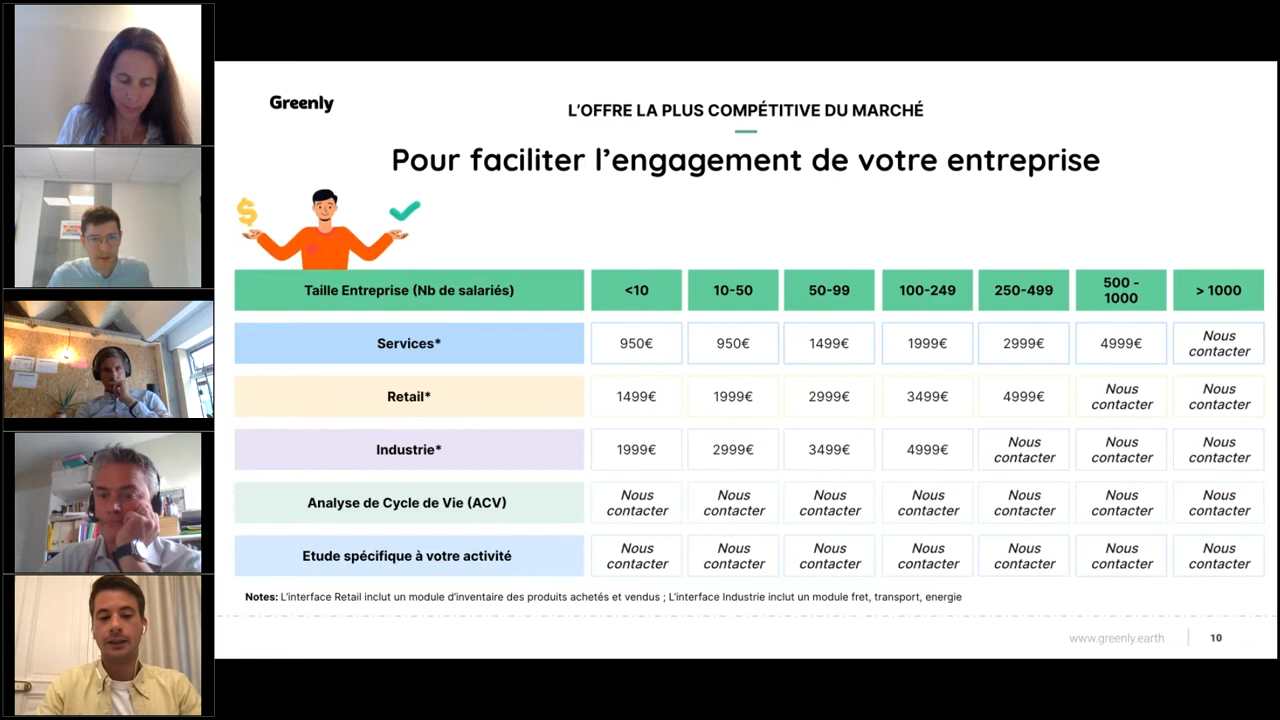 Greenly
L'OFFRE LA PLUS COMPÉTITIVE DU MARCHÉ
Pour faciliter l'engagement de votre entreprise
$
Taille Entreprise (Nb de salariés) <10 10-50 50-99 100-249 250-499 500 - 1000 > 1000
Services* 950€ 950€ 1499€ 1999€ 2999€ 4999€ Nous contacter
Retail* 1499€ 1999€ 2999€ 3499€ 4999€ Nous contacter Nous contacter
Industrie* 1999€ 2999€ 3499€ 4999€ Nous contacter Nous contacter Nous contacter
Analyse de Cycle de Vie (ACV) Nous contacter Nous contacter Nous contacter Nous contacter Nous contacter Nous contacter Nous contacter
Etude spécifique à votre activité Nous contacter Nous contacter Nous contacter Nous contacter Nous contacter Nous contacter Nous contacter
Notes: L'interface Retail inclut un module d'inventaire des produits achetés et vendus ; L'interface Industrie inclut un module fret, transport, energie
www.greenly.earth 10